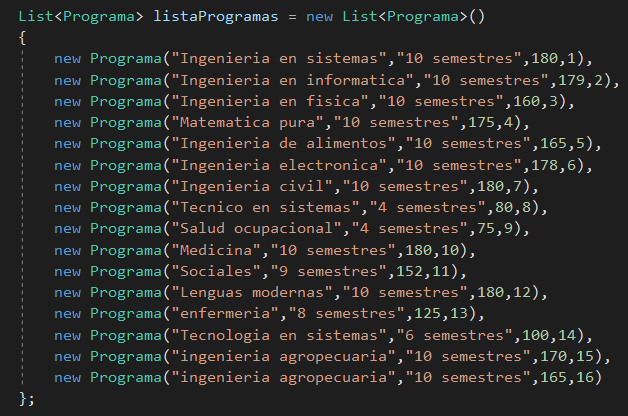 List<Programa> listaProgramas = new List<Programa>()
{
new Programa("Ingenieria en sistemas","10 semestres",180,1),
new Programa("Ingenieria en informatica","10 semestres",179,2),
new Programa("Ingenieria en fisica","10 semestres",160,3),
new Programa("Matematica pura","10 semestres",175,4),
new Programa("Ingenieria de alimentos","10 semestres",165,5),
new Programa("Ingenieria electronica","10 semestres",178,6),
new Programa("Ingenieria civil","10 semestres",180,7),
new Programa("Tecnico en sistemas","4 semestres",80,8),
new Programa("Salud ocupacional","4 semestres",75,9),
new Programa("Medicina","10 semestres",180,10),
new Programa("Sociales","9 semestres",152,11),
new Programa("Lenguas modernas","10 semestres",180,12),
new Programa("enfermeria","8 semestres",125,13),
new Programa("Tecnologia en sistemas","6 semestres",100,14),
new Programa("ingenieria agropecuaria","10 semestres",170,15),
new Programa("ingenieria agropecuaria","10 semestres",165,16)
};